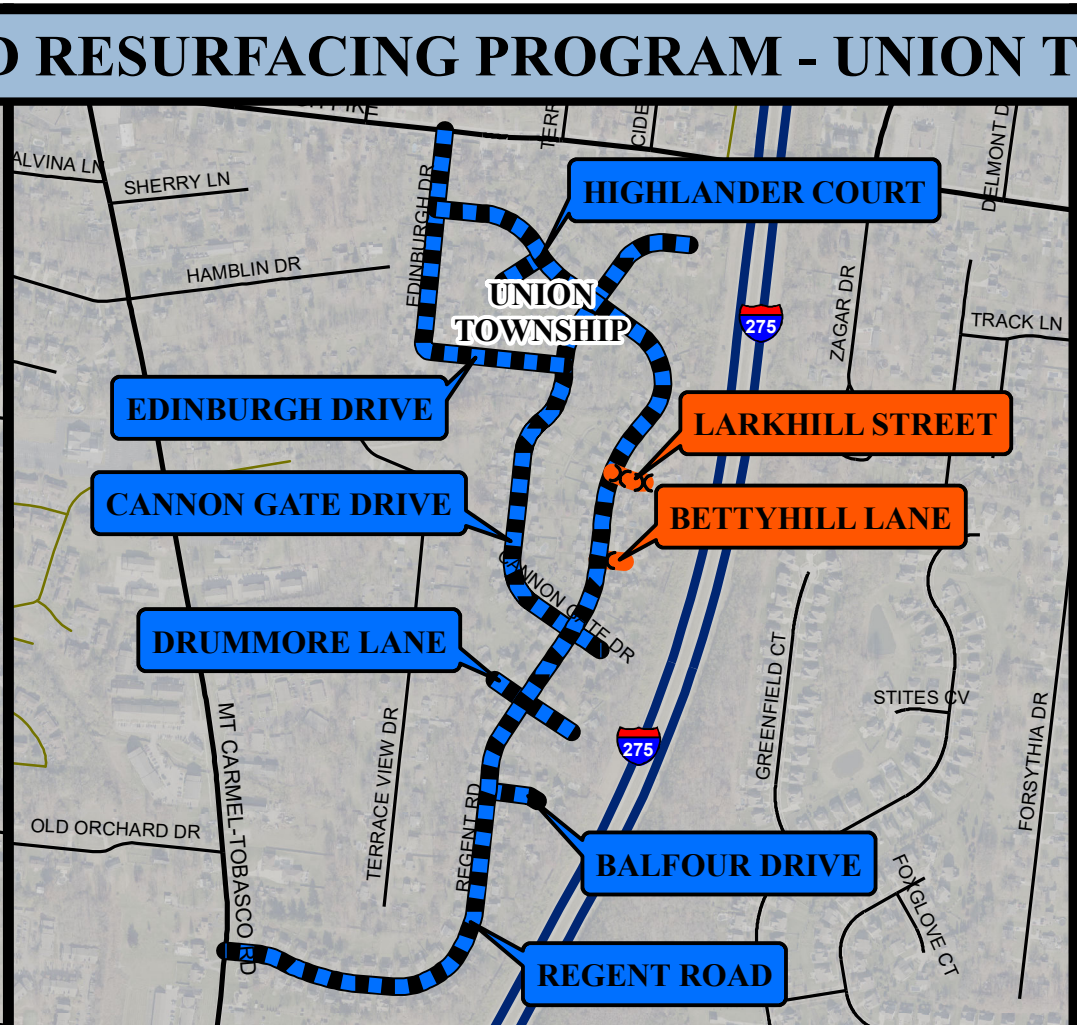 D RESURFACING PROGRAM - UNION T
TERR
CIDE
DELMONT D
ALVINA LN
SHERRY LN
HIGHLANDER COURT
EDINBURGH DR
HAMBLIN DR
UNION
TOWNSHIP
275
ZAGAR DR
TRACK LN
EDINBURGH DRIVE
LARKHILL STREET
CANNON GATE DRIVE
BETTYHILL LANE
CANNON GATE DR
DRUMMORE LANE
GREENFIELD CT
STITES CV
MT CARMEL-TOBASCO RD
TERRACE VIEW DR
275
FORSYTHIA DR
REGENT RD
OLD ORCHARD DR
BALFOUR DRIVE
FOXGLOVE CT
REGENT ROAD